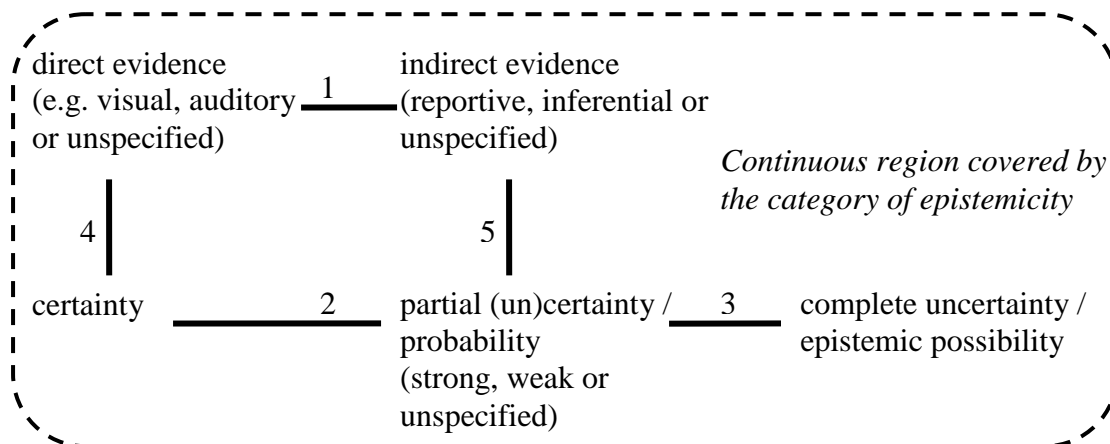 direct evidence
(e.g. visual, auditory
or unspecified)
1
indirect evidence
(reportive, inferential or
unspecified)
Continuous region covered by
the category of epistemicity
4
5
certainty
2
partial (un)certainty /
probability
(strong, weak or
unspecified)
3
complete uncertainty /
epistemic possibility